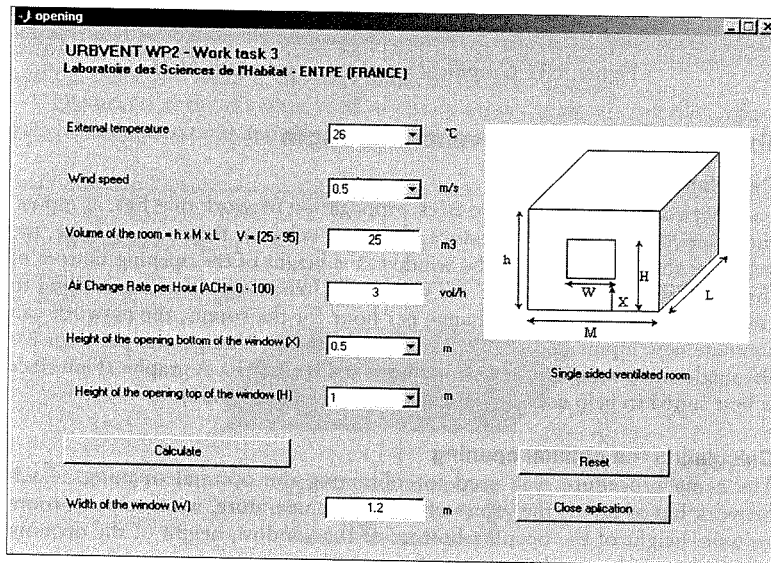 opening
URBVENT WP2 - Work task 3
Laboratoire des Sciences de l'Habitat - ENTPE (FRANCE)
External temperature 26 °C
Wind speed 0.5 m/s
Volume of the room = h x M x L V = [25 - 95] 25 m3
Air Change Rate per Hour (ACH= 0 - 100) 3 vol/h
Height of the opening bottom of the window (X) 0.5 m
Height of the opening top of the window (H) 1 m
h
H
W
X
L
M
Single sided ventilated room
Calculate
Reset
Width of the window (W) 1.2 m
Close aplication